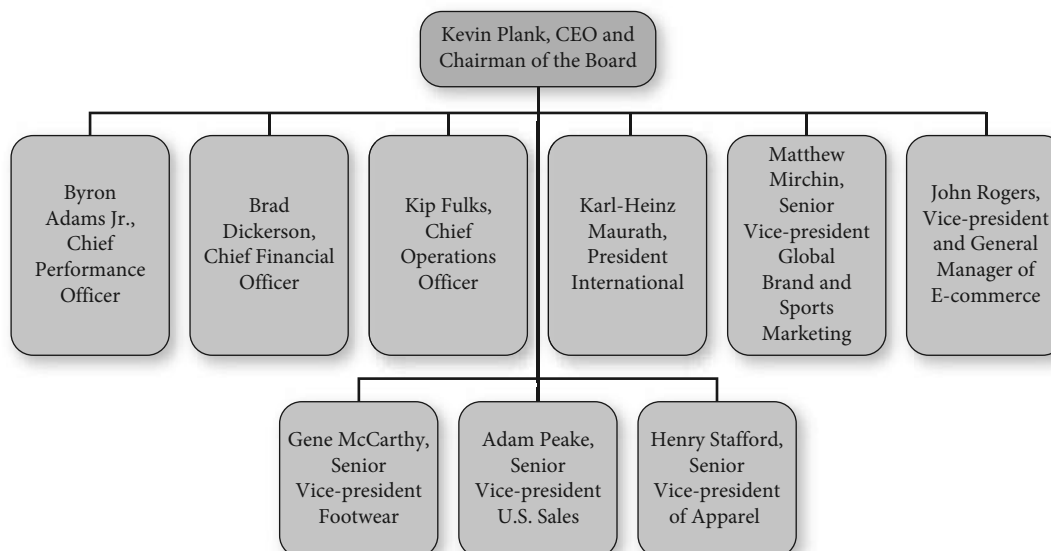 Kevin Plank, CEO and
Chairman of the Board
Byron
Adams Jr.,
Chief
Performance
Officer
Brad
Dickerson,
Chief Financial
Officer
Kip Fulks,
Chief
Operations
Officer
Karl-Heinz
Maurath,
President
International
Matthew
Mirchin,
Senior
Vice-president
Global
Brand and
Sports
Marketing
John Rogers,
Vice-president
and General
Manager of
E-commerce
Gene McCarthy,
Senior
Vice-president
Footwear
Adam Peake,
Senior
Vice-president
U.S. Sales
Henry Stafford,
Senior
Vice-president
of Apparel